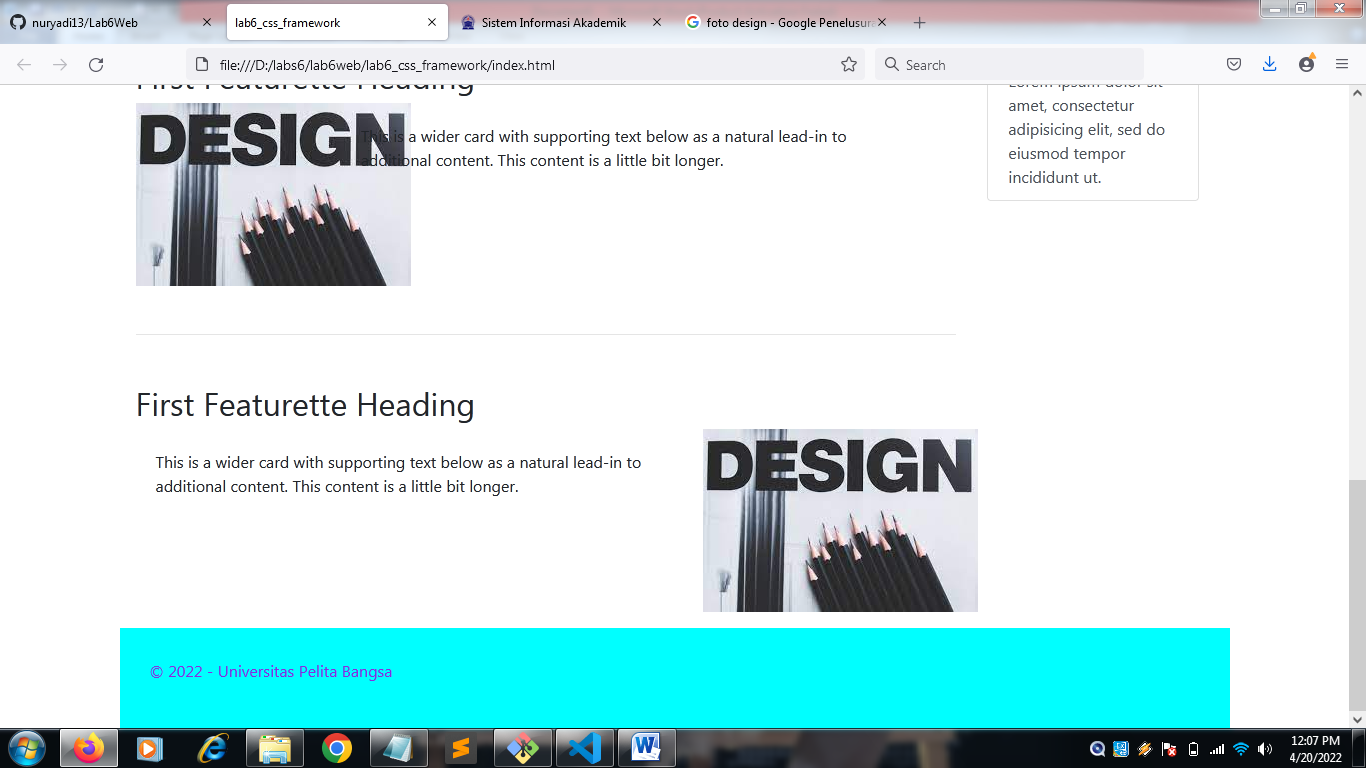 nuryadi13/Lab6Web
lab6_css_framework
Sistem Informasi Akademik
foto design - Google Penelusura
file:///D:/labs6/lab6web/lab6_css_framework/index.html
Search
First Featurette Heading
DESIGN
This is a wider card with supporting text below as a natural lead-in to
additional content. This content is a little bit longer.
Lorem ipsum dolor sit
amet, consectetur
adipisicing elit, sed do
eiusmod tempor
incididunt ut.
First Featurette Heading
This is a wider card with supporting text below as a natural lead-in to
additional content. This content is a little bit longer.
DESIGN
© 2022 - Universitas Pelita Bangsa
12:07 PM
4/20/2022